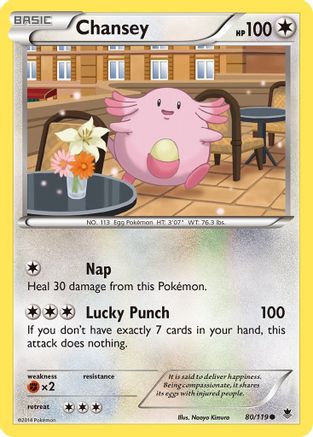 BASIC
Chansey
HP 100
NO. 113 Egg Pokémon HT: 3'07" WT: 76.3 lbs.
Nap
Heal 30 damage from this Pokémon.
Lucky Punch 100
If you don't have exactly 7 cards in your hand, this
attack does nothing.
weakness resistance
×2
It is said to deliver happiness.
Being compassionate, it shares
its eggs with injured people.
retreat
©2014 Pokémon
Illus. Naoyo Kimura
80/119